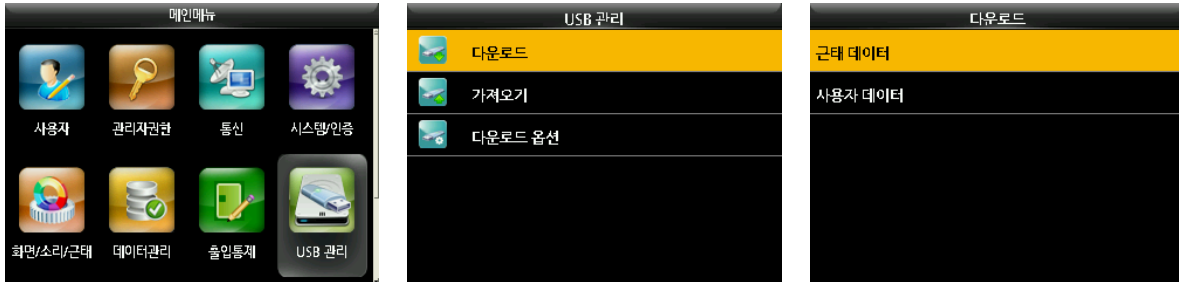 메인메뉴
사용자
관리자권한
통신
시스템/인증
화면/소리/근태
데이터관리
출입통제
USB 관리
USB 관리
다운로드
가져오기
다운로드 옵션
다운로드
근태 데이터
사용자 데이터